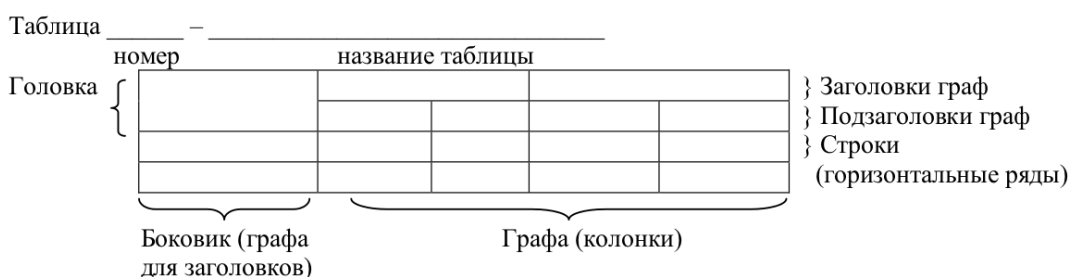 Таблица ______ – _______________________________
номер название таблицы
Головка
} Заголовки граф
} Подзаголовки граф
} Строки
(горизонтальные ряды)
Боковик (графа
для заголовков)
Графа (колонки)